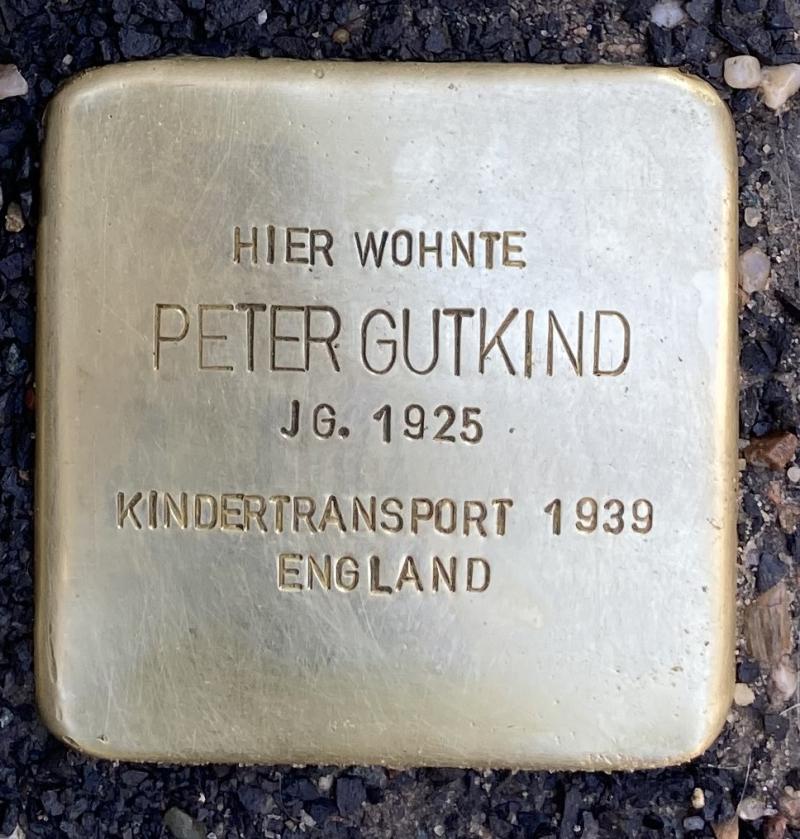 HIER WOHNTE
PETER GUTKIND
JG. 1925
KINDERTRANSPORT 1939
ENGLAND